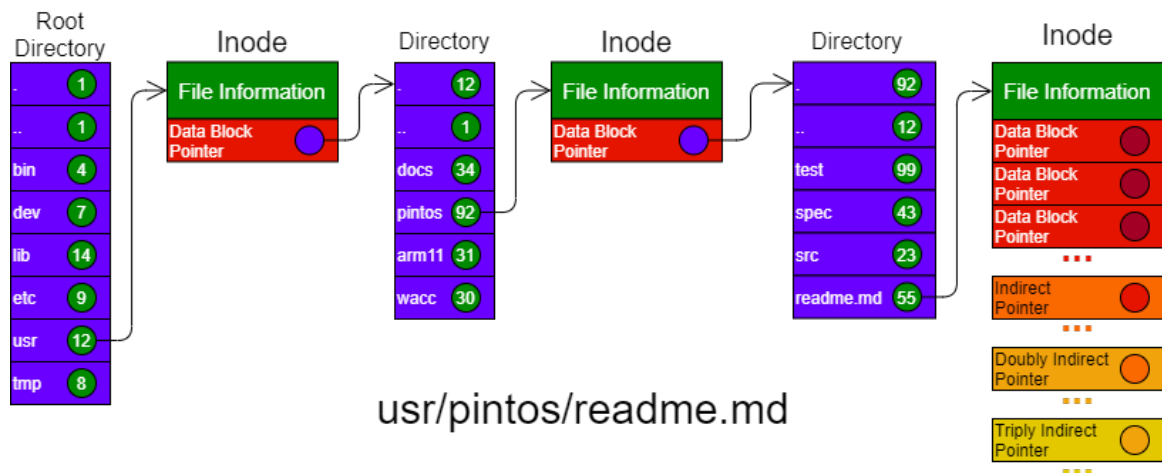 Root
Directory
. 1
.. 1
bin 4
dev 7
lib 14
etc 9
usr 12
tmp 8
Inode
File Information
Data Block
Pointer
Directory
. 12
.. 1
docs 34
pintos 92
arm11 31
wacc 30
Inode
File Information
Data Block
Pointer
Directory
. 92
.. 12
test 99
spec 43
src 23
readme.md 55
Inode
File Information
Data Block
Pointer
Data Block
Pointer
Data Block
Pointer
...
Indirect
Pointer
...
Doubly Indirect
Pointer
...
Triply Indirect
Pointer
...
usr/pintos/readme.md